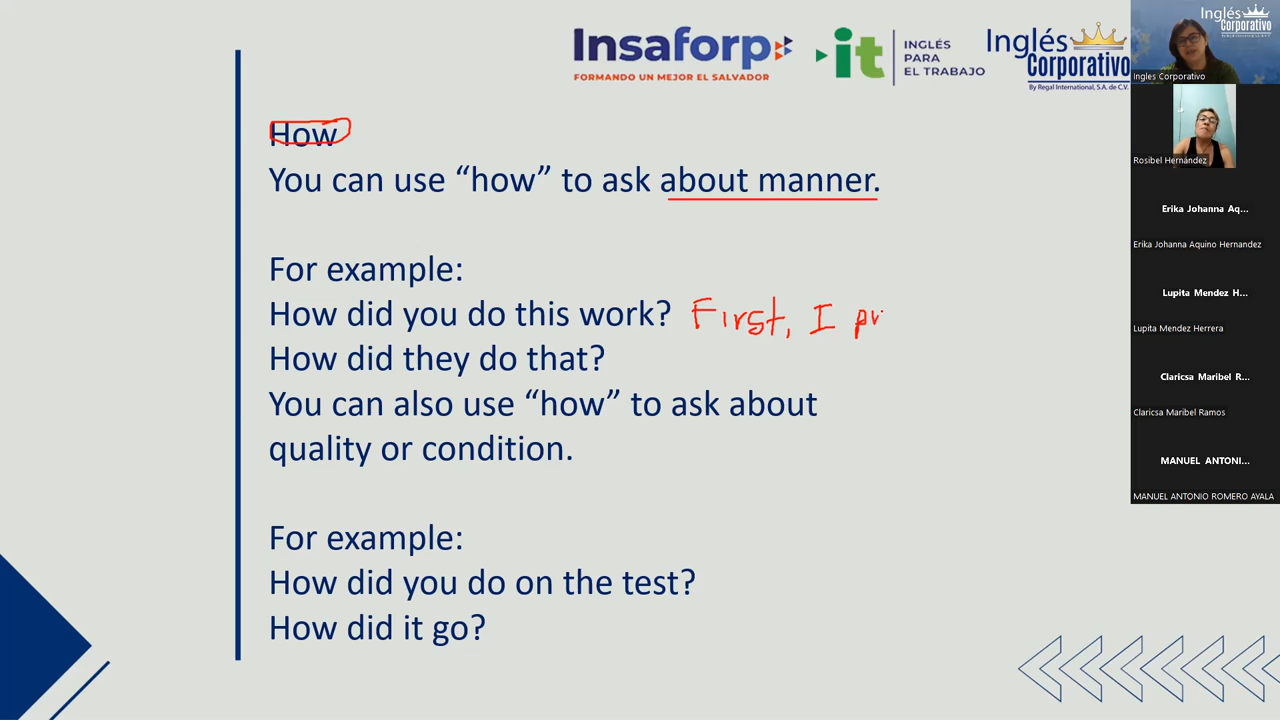 Insaforp
FORMANDO UN MEJOR EL SALVADOR
it
INGLÉS
PARA
EL TRABAJO
Inglés
Corporativo
By Regal International, S.A. de C.V.
How
You can use “how” to ask about manner.
For example:
How did you do this work? First, I pr
How did they do that?
You can also use “how” to ask about
quality or condition.
For example:
How did you do on the test?
How did it go?
Inglés
Corporativo
Ingles Corporativo
Rosibel Hernández
Erika Johanna Aq...
Erika Johanna Aquino Hernandez
Lupita Mendez H...
Lupita Mendez Herrera
Claricsa Maribel R...
Claricsa Maribel Ramos
MANUEL ANTONI...
MANUEL ANTONIO ROMERO AYALA